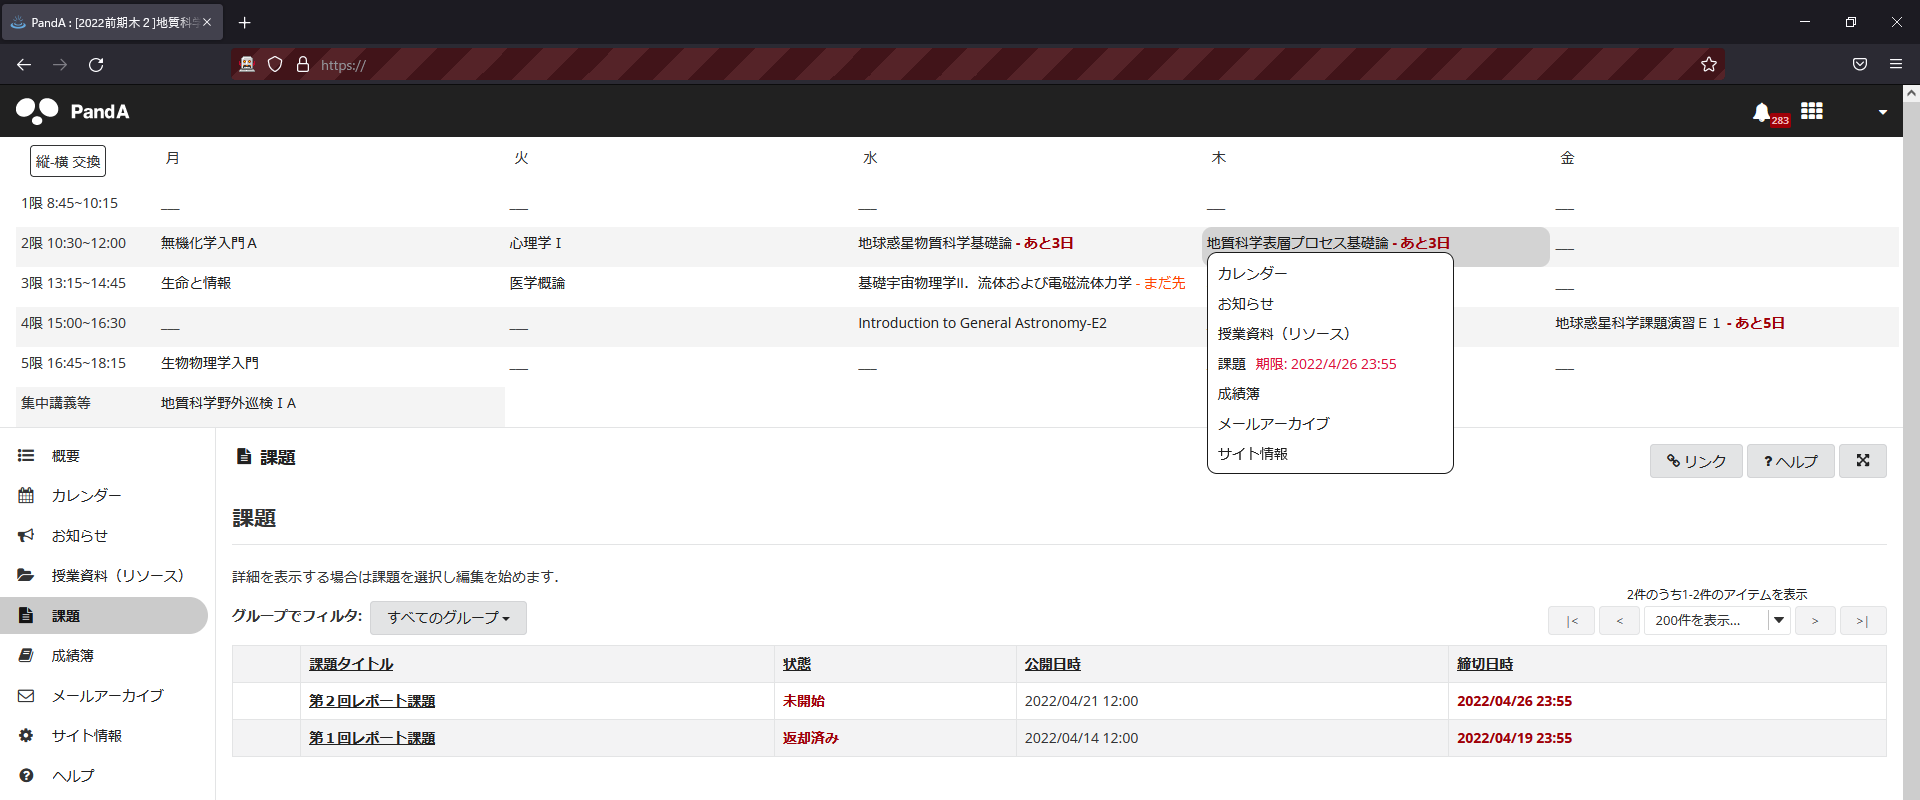 PandA : [2022前期木２]地質科学
https://
PandA
283
縦-横 交換 月 火 水 木 金
1限 8:45~10:15 ___ ___ ___ ___ ___
2限 10:30~12:00 無機化学入門Ａ 心理学Ⅰ 地球惑星物質科学基礎論 - あと3日 地質科学表層プロセス基礎論 - あと3日 ___
3限 13:15~14:45 生命と情報 医学概論 基礎宇宙物理学II．流体および電磁流体力学 - まだ先 ___
4限 15:00~16:30 ___ ___ Introduction to General Astronomy-E2 地球惑星科学課題演習Ｅ１ - あと5日
5限 16:45~18:15 生物物理学入門 ___ ___ ___
集中講義等 地質科学野外巡検ⅠＡ
カレンダー
お知らせ
授業資料（リソース）
課題 期限: 2022/4/26 23:55
成績簿
メールアーカイブ
サイト情報
概要
カレンダー
お知らせ
授業資料（リソース）
課題
成績簿
メールアーカイブ
サイト情報
ヘルプ
課題
リンク ? ヘルプ
課題
詳細を表示する場合は課題を選択し編集を始めます．
グループでフィルタ: すべてのグループ
2件のうち1-2件のアイテムを表示
|< < 200件を表示... > >|
課題タイトル 状態 公開日時 締切日時
第２回レポート課題 未開始 2022/04/21 12:00 2022/04/26 23:55
第１回レポート課題 返却済み 2022/04/14 12:00 2022/04/19 23:55